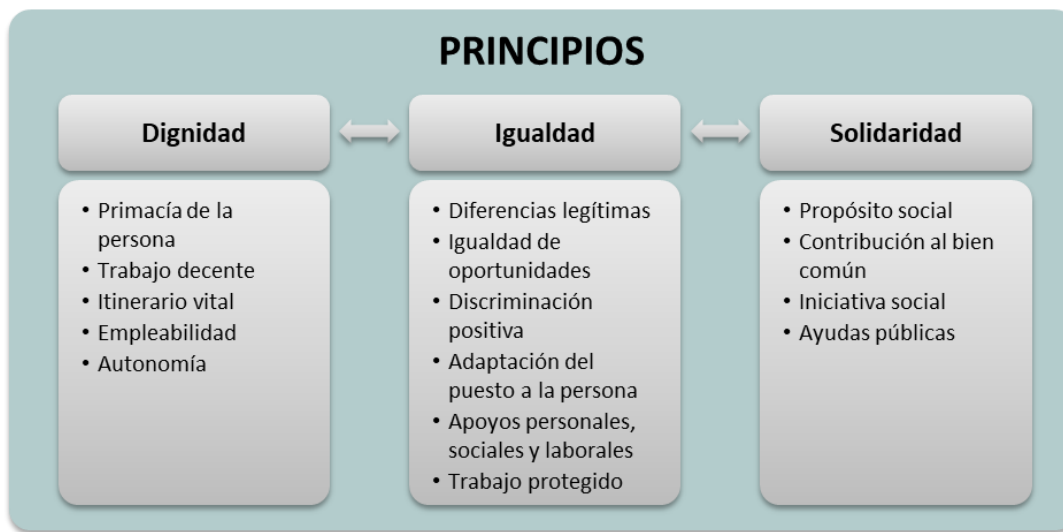 PRINCIPIOS
Dignidad
• Primacía de la
persona
• Trabajo decente
• Itinerario vital
• Empleabilidad
• Autonomía
Igualdad
• Diferencias legítimas
• Igualdad de
oportunidades
• Discriminación
positiva
• Adaptación del
puesto a la persona
• Apoyos personales,
sociales y laborales
• Trabajo protegido
Solidaridad
• Propósito social
• Contribución al bien
común
• Iniciativa social
• Ayudas públicas